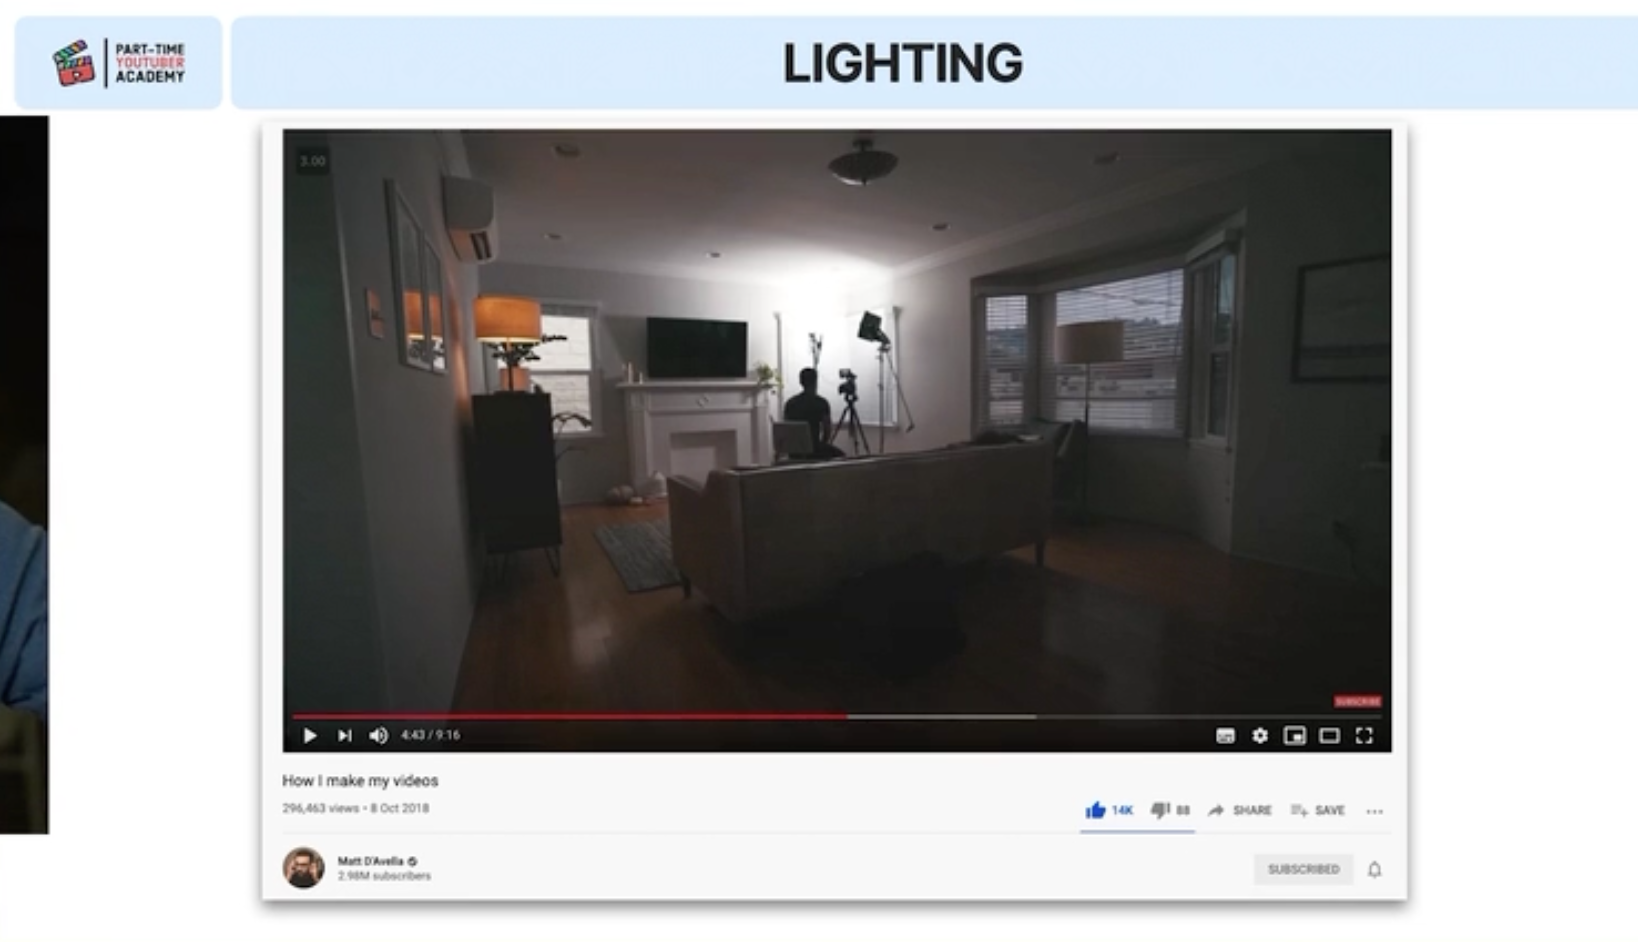 PART-TIME
YOUTUBER
ACADEMY
LIGHTING
3.00
SUBSCRIBE
4:43 / 9:16
How I make my videos
296,463 views • 8 Oct 2018
14K
88
SHARE
SAVE
Matt D'Avella
2.98M subscribers
SUBSCRIBED